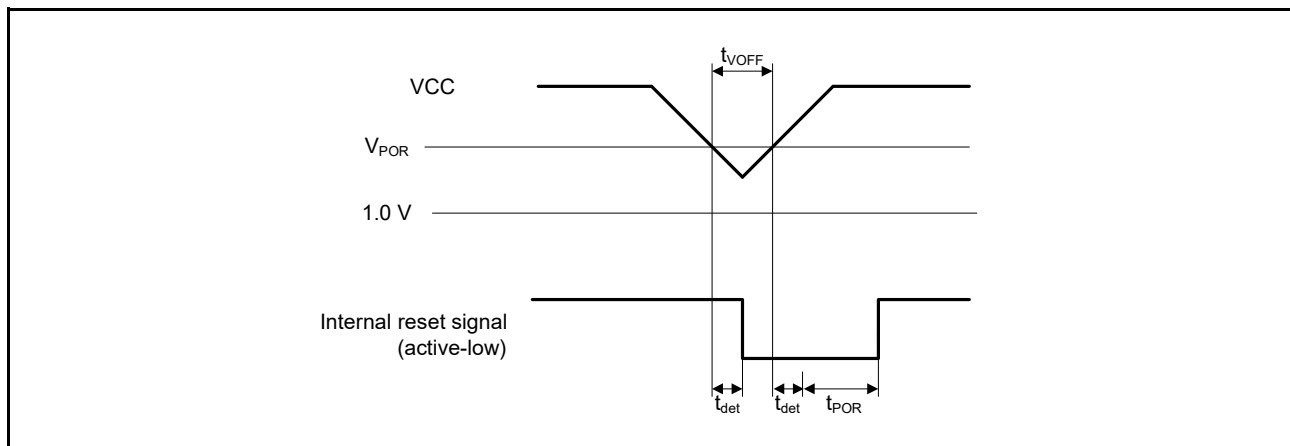 tVOFF
VCC
VPOR
1.0 V
Internal reset signal
(active-low)
tdet
tdet
tPOR